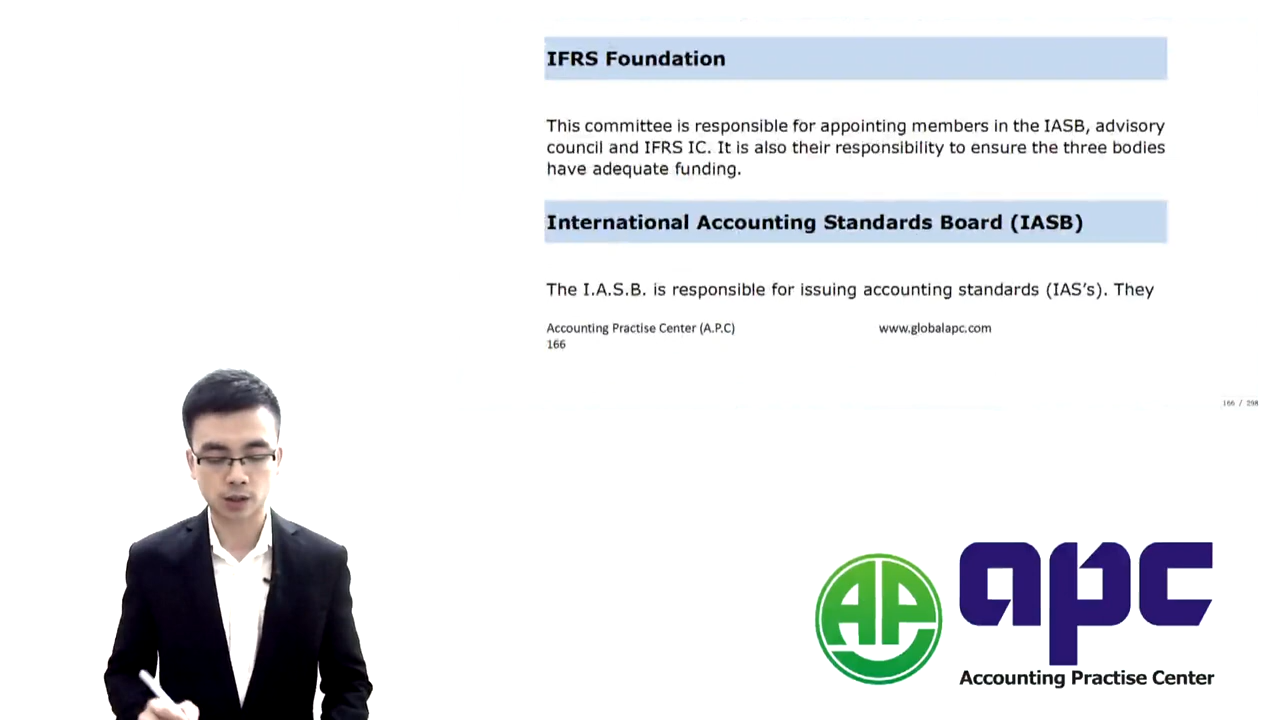 IFRS Foundation
This committee is responsible for appointing members in the IASB, advisory
council and IFRS IC. It is also their responsibility to ensure the three bodies
have adequate funding.
International Accounting Standards Board (IASB)
The I.A.S.B. is responsible for issuing accounting standards (IAS's). They
Accounting Practise Center (A.P.C) www.globalapc.com
166
166 / 298
AP
apc
Accounting Practise Center